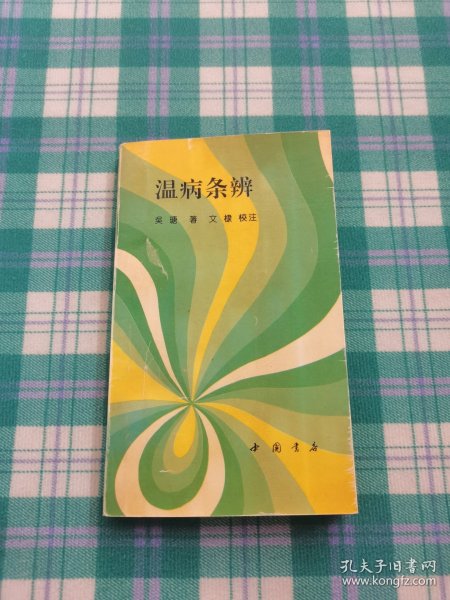 温病条辨
吴瑭 著 文棣 校注
中国书店
孔夫子旧书网
www.kongfz.com